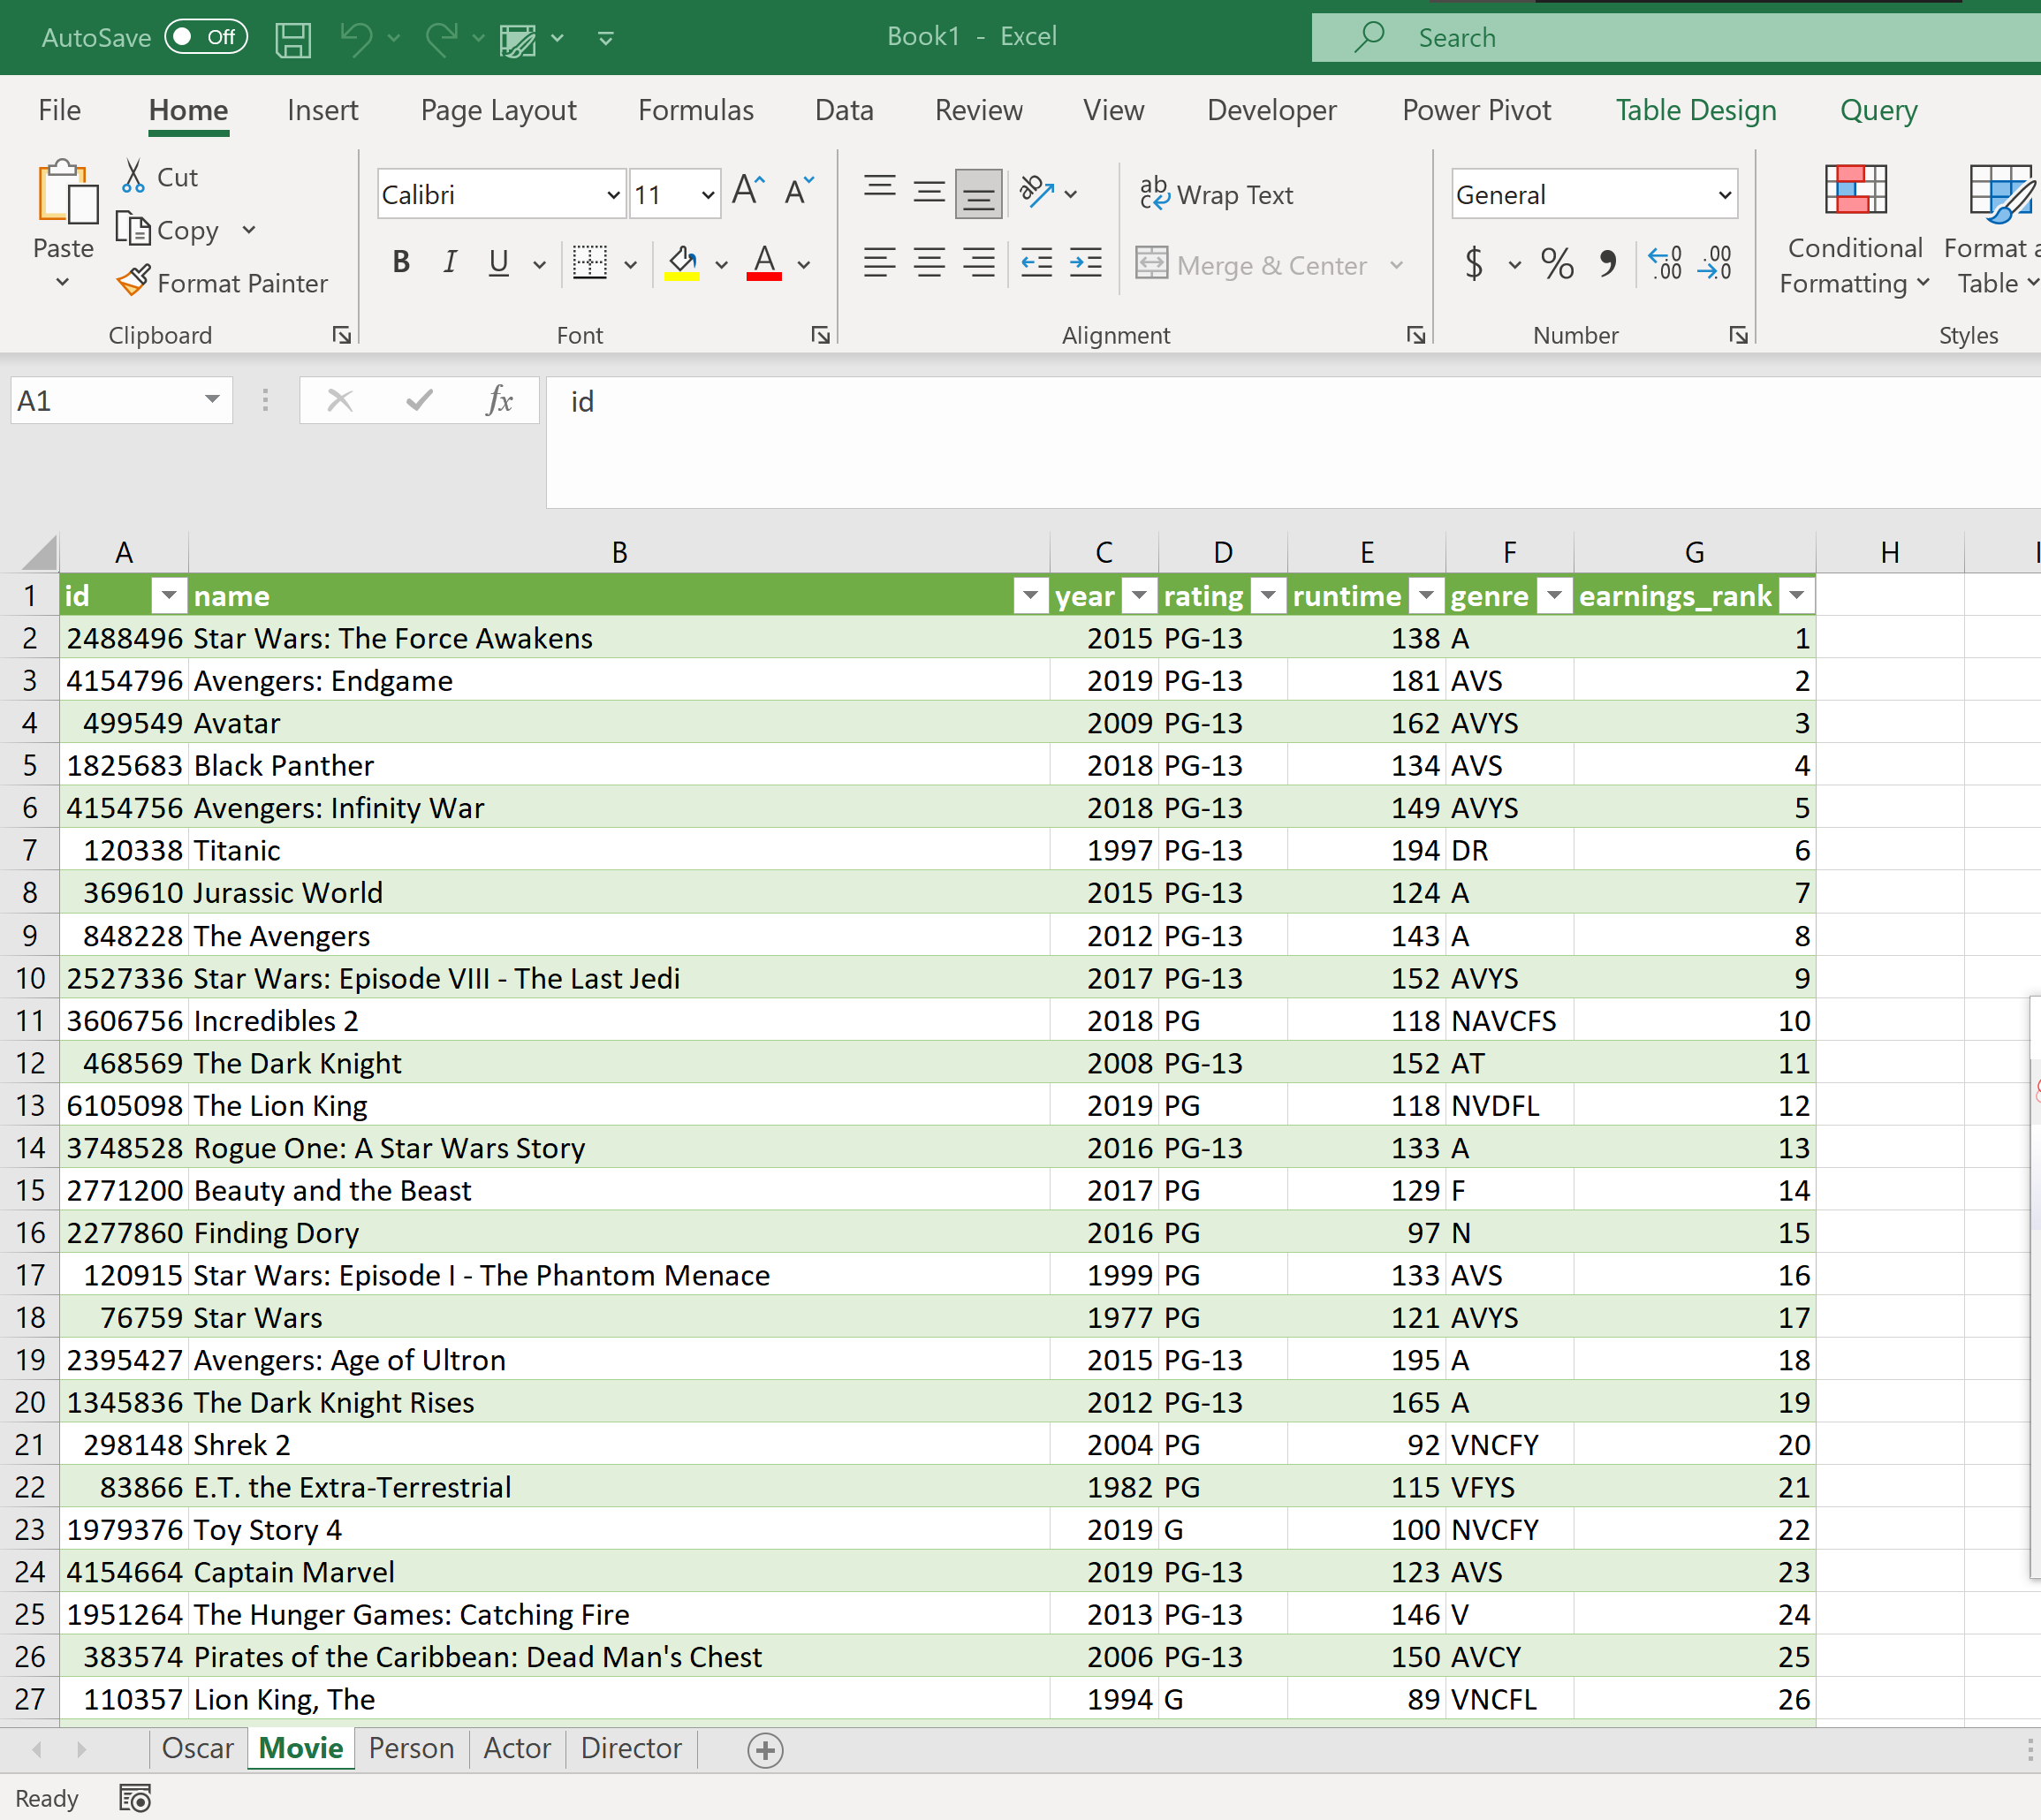 AutoSave Off Book1 - Excel Search
File Home Insert Page Layout Formulas Data Review View Developer Power Pivot Table Design Query
Paste
Cut
Copy
Format Painter
Clipboard
Calibri 11 A A
B I U A
Font
ab Wrap Text
Merge & Center
Alignment
General
$ % , .0 .00 .00 .0
Number
Conditional Formatting
Format a
Table
Styles
A1 fx id
A B C D E F G H I
1 id name year rating runtime genre earnings_rank
2 2488496 Star Wars: The Force Awakens 2015 PG-13 138 A 1
3 4154796 Avengers: Endgame 2019 PG-13 181 AVS 2
4 499549 Avatar 2009 PG-13 162 AVYS 3
5 1825683 Black Panther 2018 PG-13 134 AVS 4
6 4154756 Avengers: Infinity War 2018 PG-13 149 AVYS 5
7 120338 Titanic 1997 PG-13 194 DR 6
8 369610 Jurassic World 2015 PG-13 124 A 7
9 848228 The Avengers 2012 PG-13 143 A 8
10 2527336 Star Wars: Episode VIII - The Last Jedi 2017 PG-13 152 AVYS 9
11 3606756 Incredibles 2 2018 PG 118 NAVCFS 10
12 468569 The Dark Knight 2008 PG-13 152 AT 11
13 6105098 The Lion King 2019 PG 118 NVDFL 12
14 3748528 Rogue One: A Star Wars Story 2016 PG-13 133 A 13
15 2771200 Beauty and the Beast 2017 PG 129 F 14
16 2277860 Finding Dory 2016 PG 97 N 15
17 120915 Star Wars: Episode I - The Phantom Menace 1999 PG 133 AVS 16
18 76759 Star Wars 1977 PG 121 AVYS 17
19 2395427 Avengers: Age of Ultron 2015 PG-13 195 A 18
20 1345836 The Dark Knight Rises 2012 PG-13 165 A 19
21 298148 Shrek 2 2004 PG 92 VNCFY 20
22 83866 E.T. the Extra-Terrestrial 1982 PG 115 VFYS 21
23 1979376 Toy Story 4 2019 G 100 NVCFY 22
24 4154664 Captain Marvel 2019 PG-13 123 AVS 23
25 1951264 The Hunger Games: Catching Fire 2013 PG-13 146 V 24
26 383574 Pirates of the Caribbean: Dead Man's Chest 2006 PG-13 150 AVCY 25
27 110357 Lion King, The 1994 G 89 VNCFL 26
Oscar Movie Person Actor Director
Ready